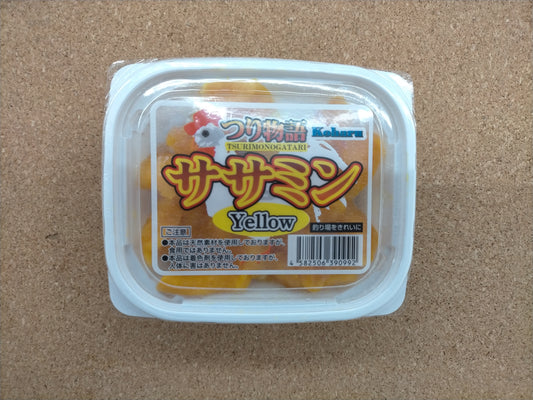 つり物語 Koharu
TSURIMONOGATARI
ササミン
Yellow
[ご注意]
●本品は天然素材を使用しておりますが、
食用ではありません。
●本品は着色剤を使用しておりますが、
人体に害はありません。
釣り場をきれいに
4 582506 590992